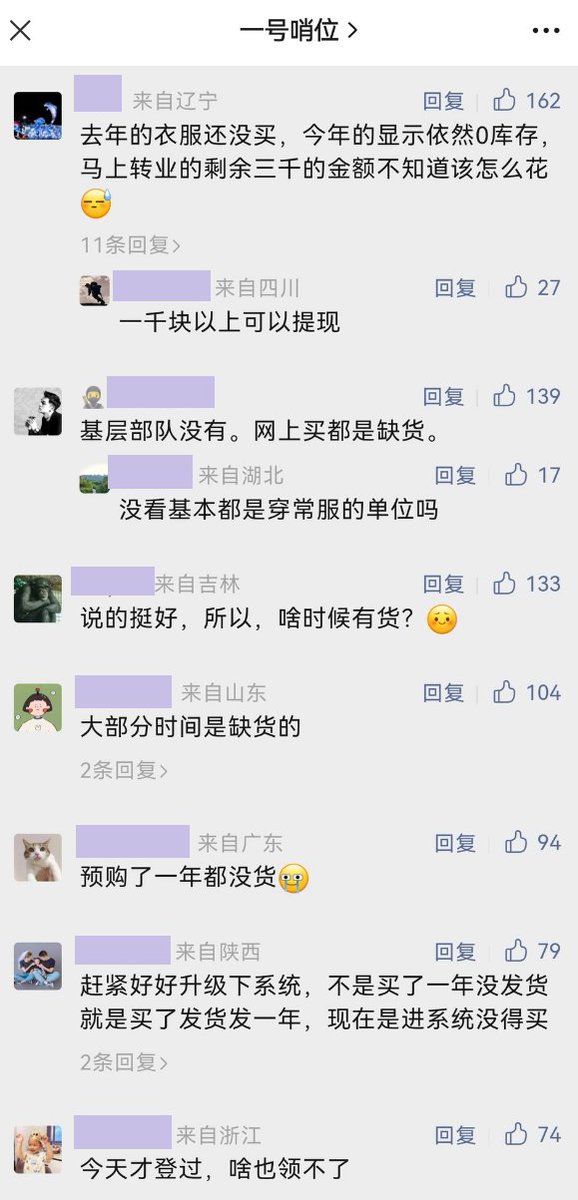 一号哨位
来自辽宁 回复 162
去年的衣服还没买，今年的显示依然0库存，
马上转业的剩余三千的金额不知道该怎么花
😅
11条回复>
来自四川 回复 27
一千块以上可以提现
回复 139
基层部队没有。网上买都是缺货。
来自湖北 回复 17
没看基本都是穿常服的单位吗
来自吉林 回复 133
说的挺好，所以，啥时候有货？🥺
来自山东 回复 104
大部分时间是缺货的
2条回复>
来自广东 回复 94
预购了一年都没货😭
来自陕西 回复 79
赶紧好好升级下系统，不是买了一年没发货
就是买了发货发一年，现在是进系统没得买
2条回复>
来自浙江 回复 74
今天才登过，啥也领不了